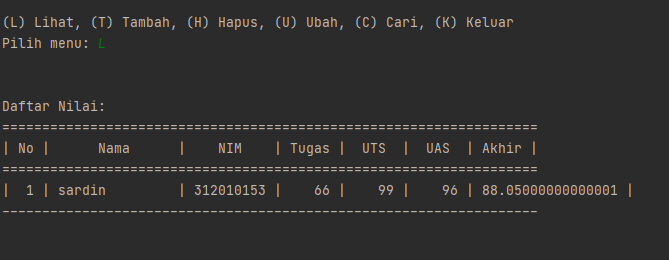 (L) Lihat, (T) Tambah, (H) Hapus, (U) Ubah, (C) Cari, (K) Keluar
Pilih menu: L
Daftar Nilai:
==================================================================
| No |      Nama      |    NIM    | Tugas |  UTS  |  UAS  | Akhir |
==================================================================
|  1 | sardin         | 312010153 |    66 |    99 |    96 | 88.05000000000001 |
------------------------------------------------------------------